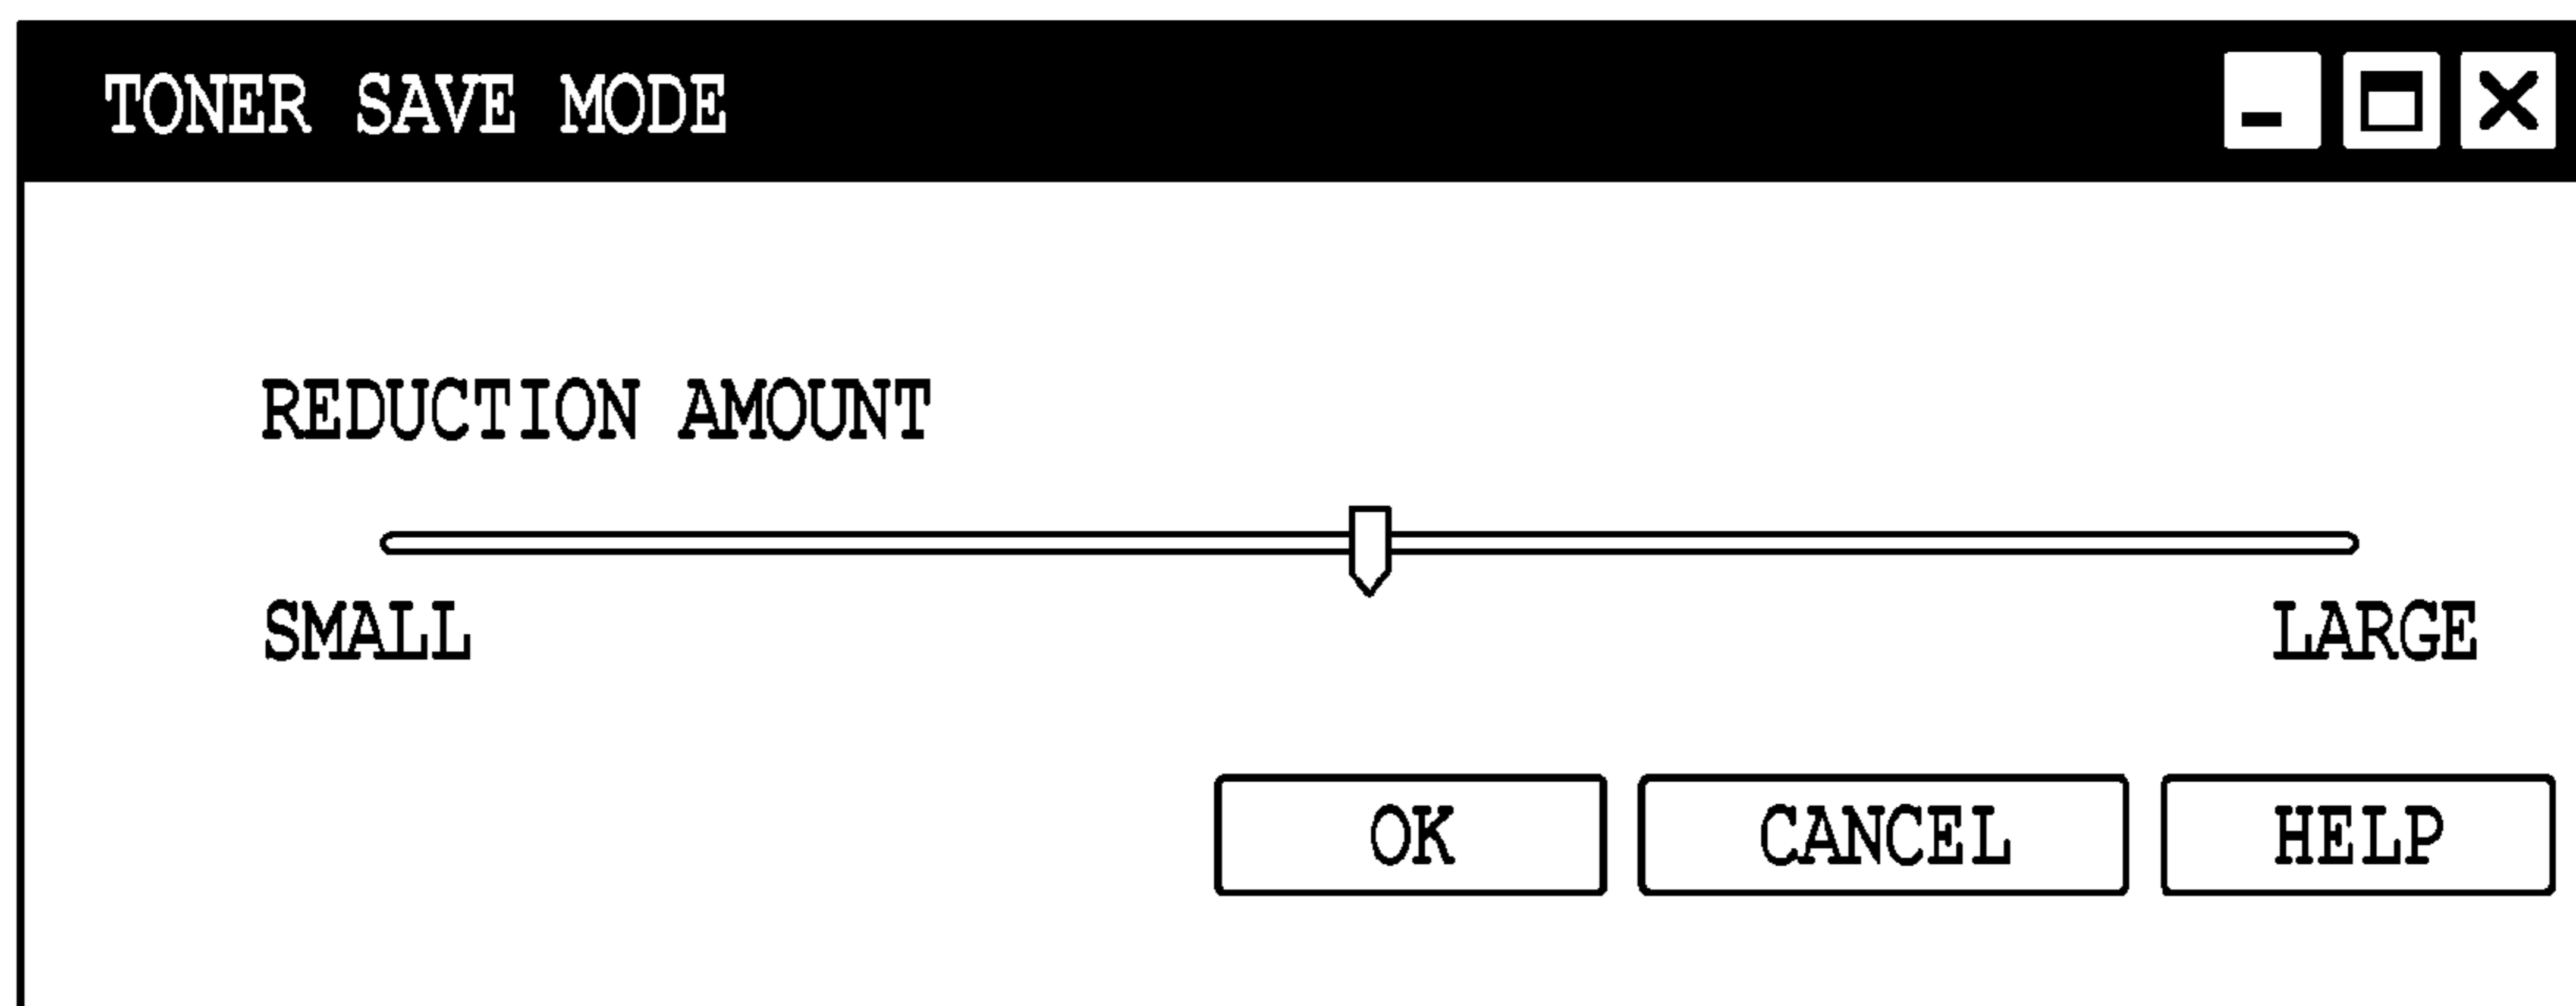 TONER SAVE MODE
REDUCTION AMOUNT
SMALL LARGE
OK CANCEL HELP